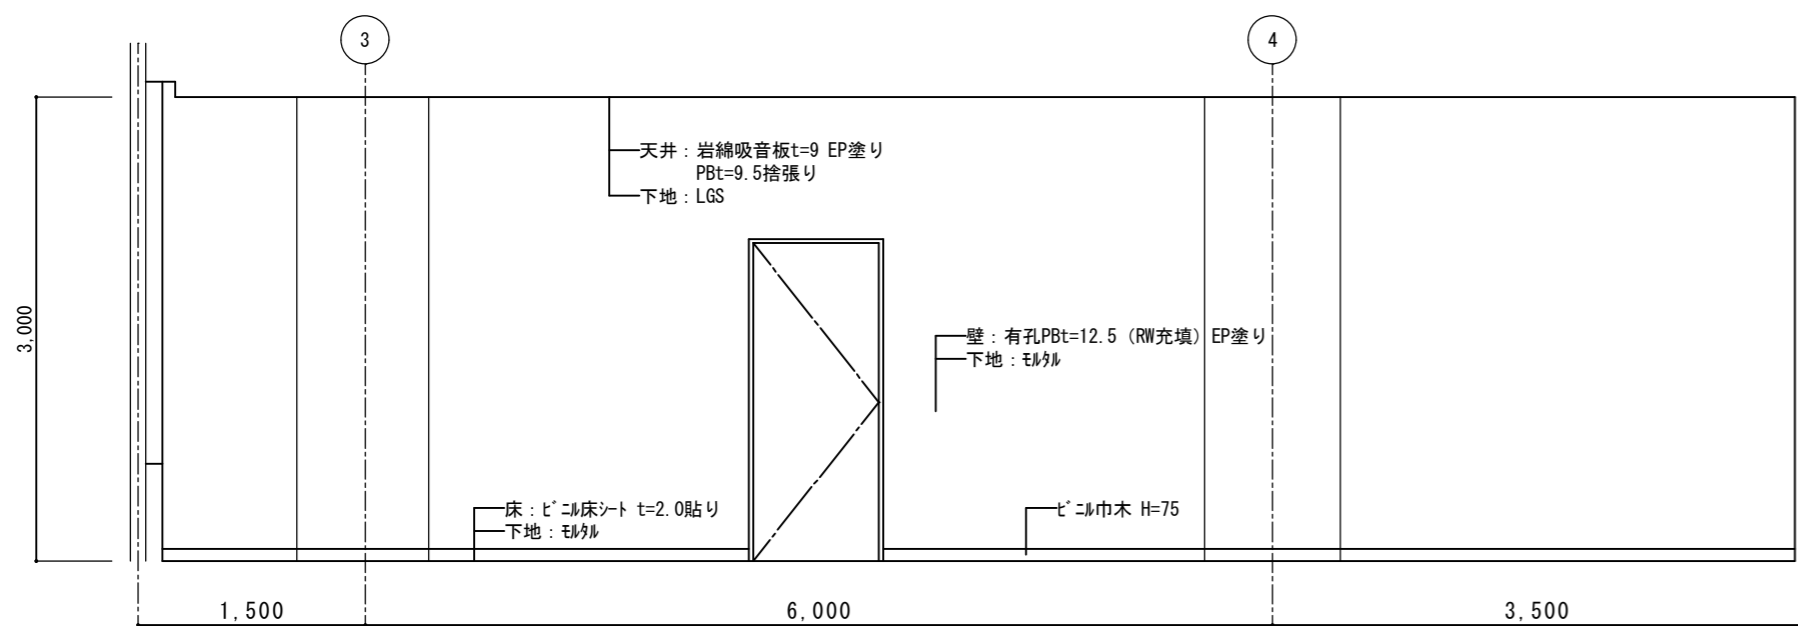 3
4
天井：岩綿吸音板t=9 EP塗り
PBt=9.5捨張り
下地：LGS
3,000
壁：有孔PBt=12.5（RW充填）EP塗り
下地：ﾓﾙﾀﾙ
床：ﾋﾞﾆﾙ床ｼｰﾄ t=2.0貼り
下地：ﾓﾙﾀﾙ
ﾋﾞﾆﾙ巾木 H=75
1,500
6,000
3,500